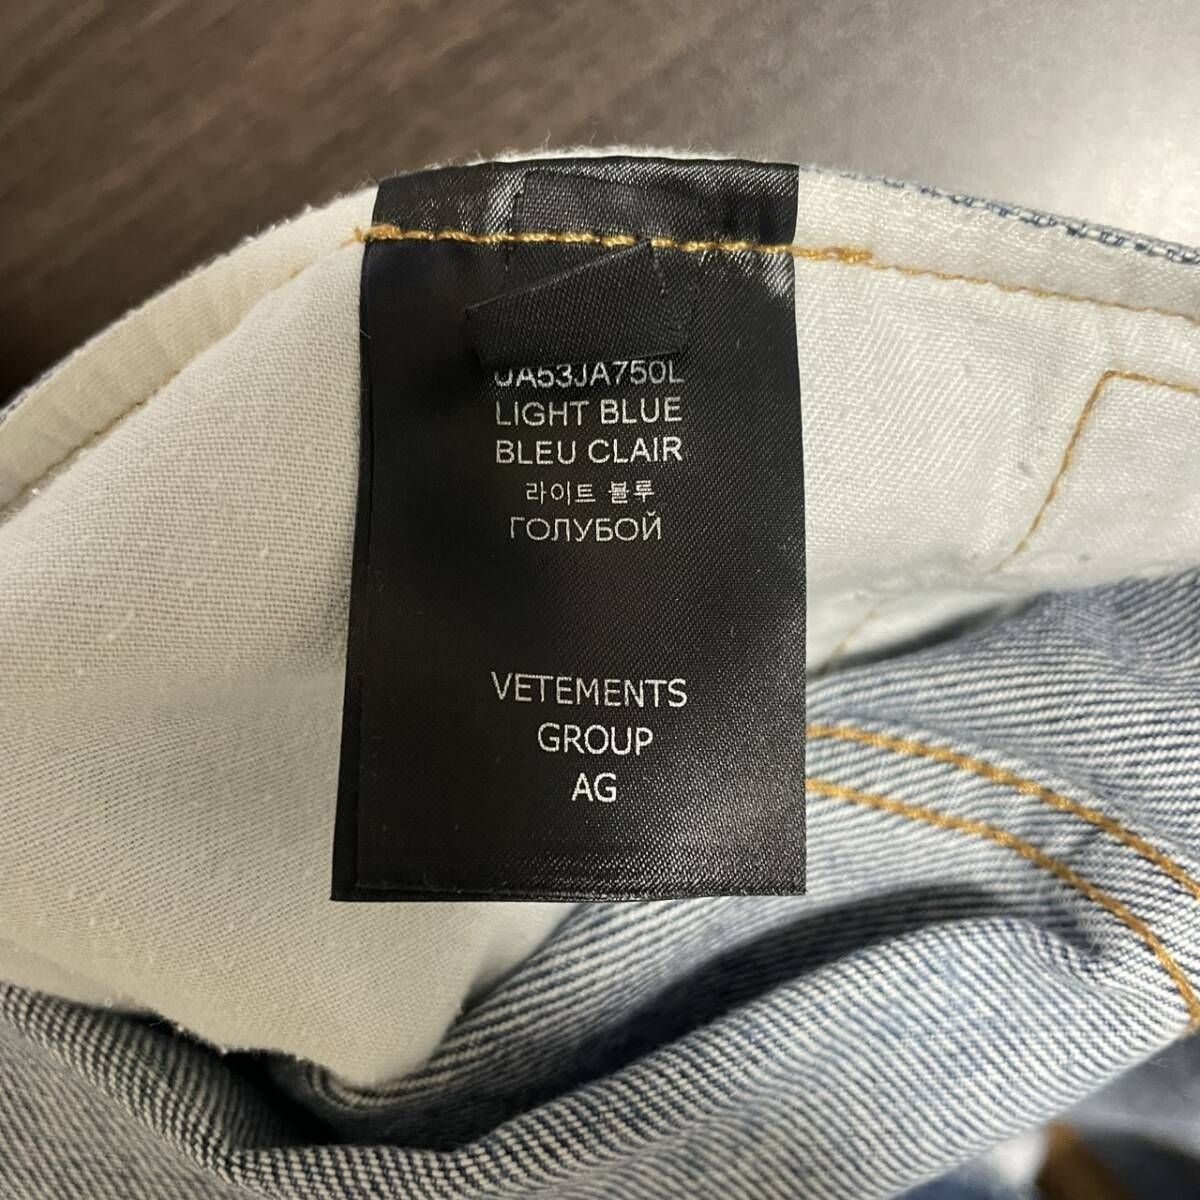 UA53JA750L
LIGHT BLUE
BLEU CLAIR
라이트 블루
ГОЛУБОЙ
VETEMENTS
GROUP
AG